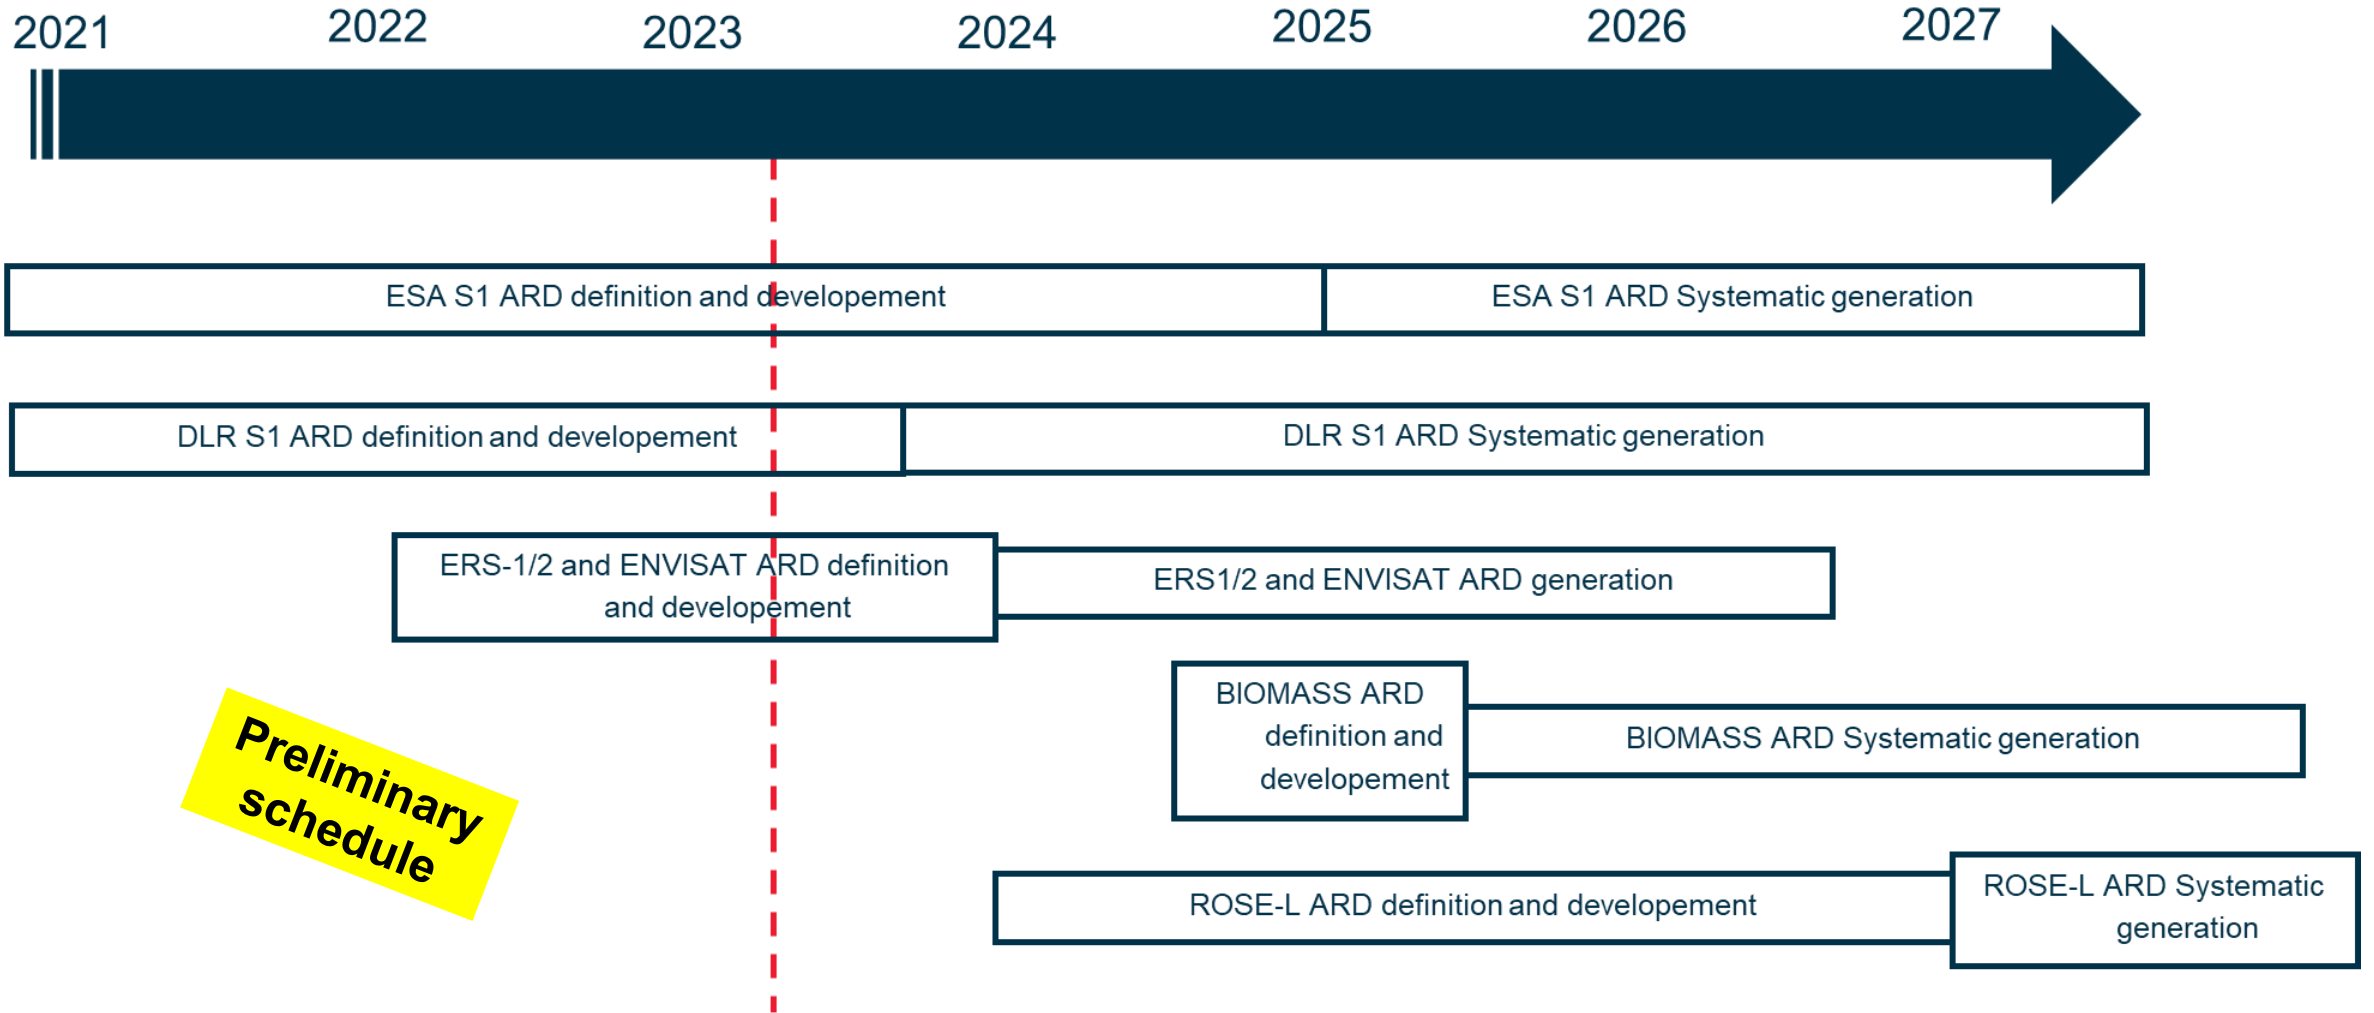 2021 2022 2023 2024 2025 2026 2027
ESA S1 ARD definition and developement
ESA S1 ARD Systematic generation
DLR S1 ARD definition and developement
DLR S1 ARD Systematic generation
ERS-1/2 and ENVISAT ARD definition
and developement
ERS1/2 and ENVISAT ARD generation
BIOMASS ARD
definition and
developement
BIOMASS ARD Systematic generation
Preliminary
schedule
ROSE-L ARD definition and developement
ROSE-L ARD Systematic
generation